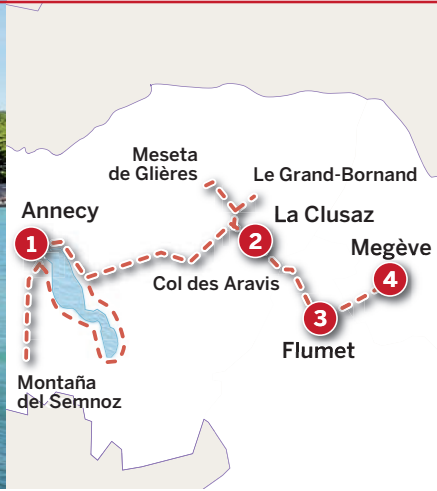 Meseta
de Glières
Le Grand-Bornand
Annecy
La Clusaz
1
2
Megève
Col des Aravis
4
3
Flumet
Montaña
del Semnoz